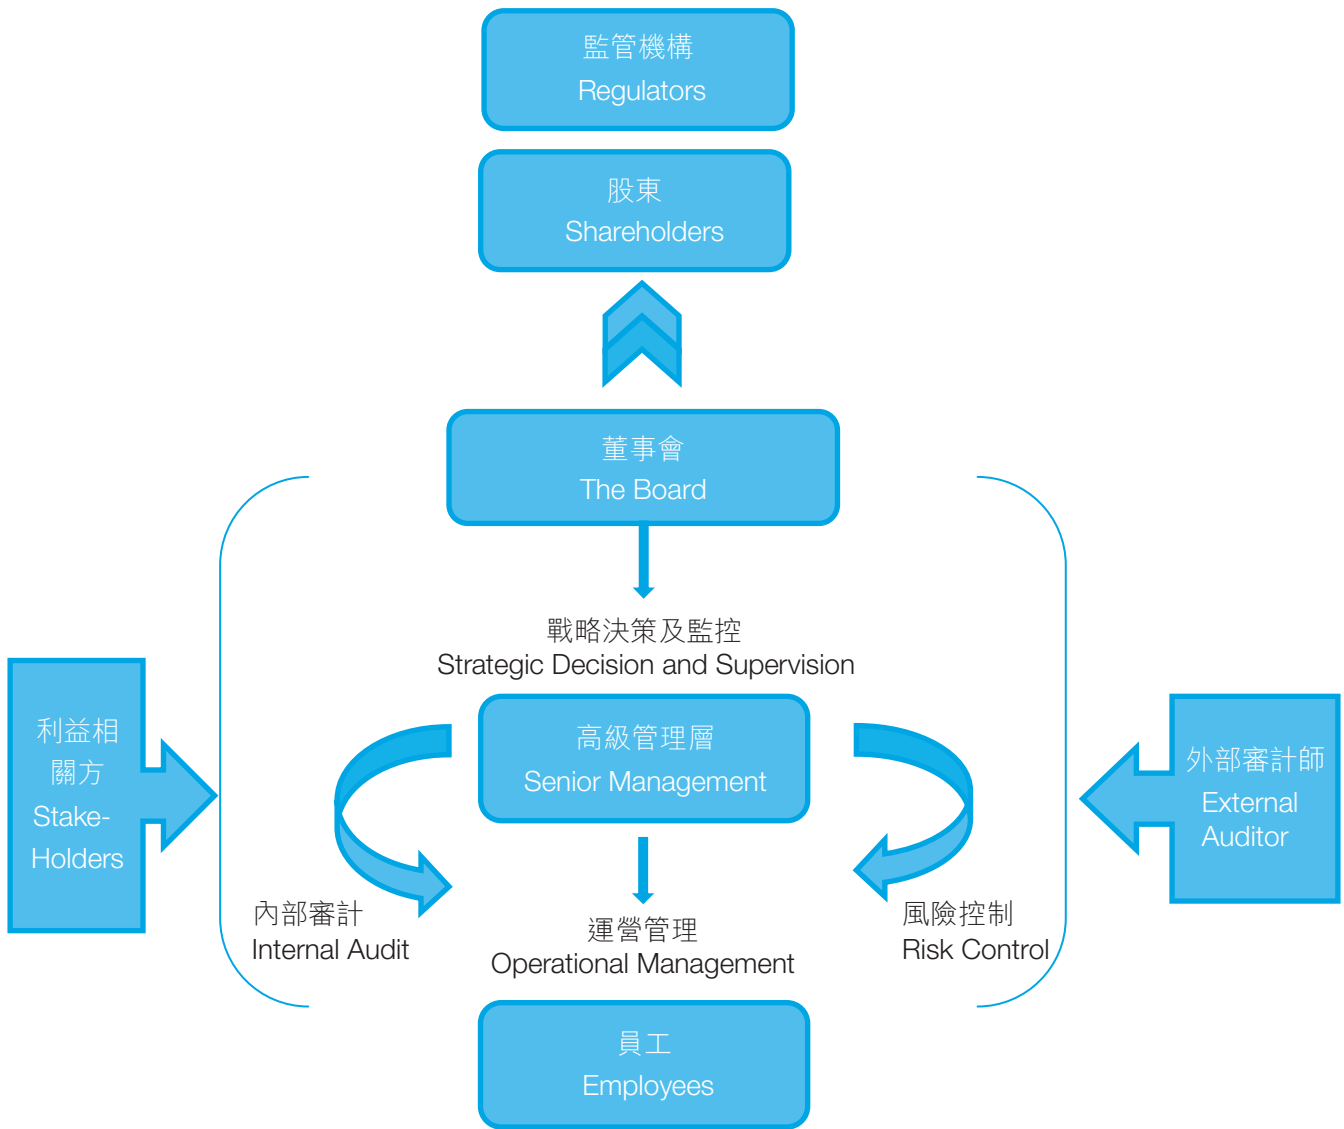 監管機構
Regulators
股東
Shareholders
董事會
The Board
戰略決策及監控
Strategic Decision and Supervision
利益相
關方
Stake-
Holders
高級管理層
Senior Management
外部審計師
External
Auditor
內部審計
Internal Audit
運營管理
Operational Management
風險控制
Risk Control
員工
Employees